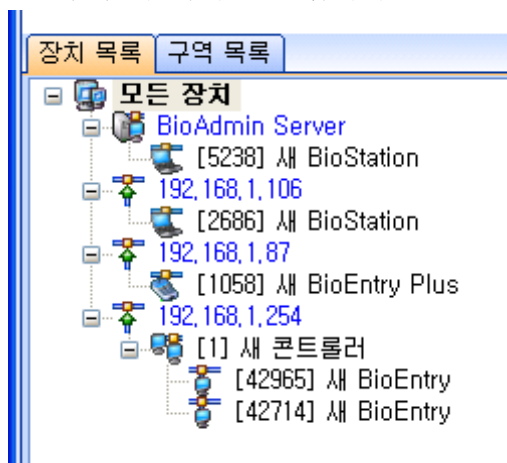 장치 목록 구역 목록
모든 장치
BioAdmin Server
[5238] 새 BioStation
192,168,1,106
[2686] 새 BioStation
192,168,1,87
[1058] 새 BioEntry Plus
192,168,1,254
[1] 새 콘트롤러
[42965] 새 BioEntry
[42714] 새 BioEntry